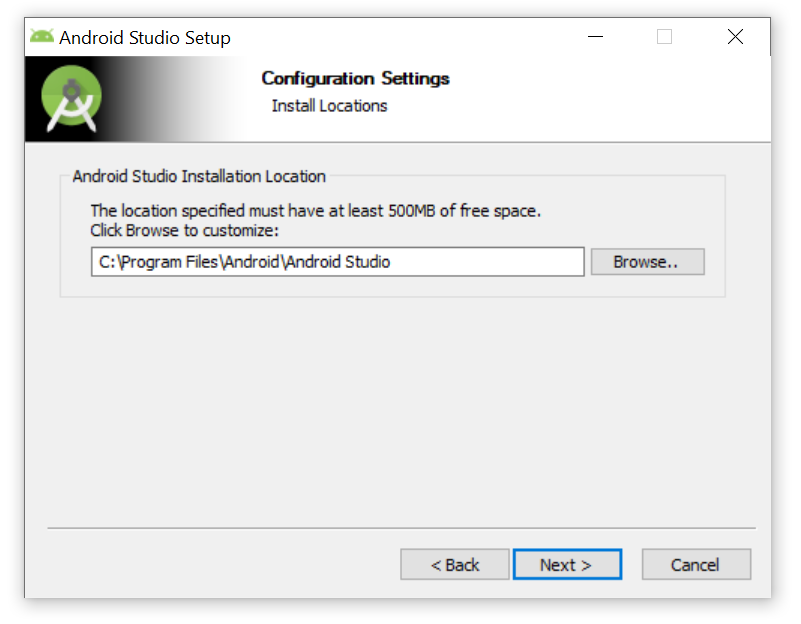 Android Studio Setup
Configuration Settings
Install Locations
Android Studio Installation Location
The location specified must have at least 500MB of free space.
Click Browse to customize:
C:\Program Files\Android\Android Studio
Browse..
< Back
Next >
Cancel